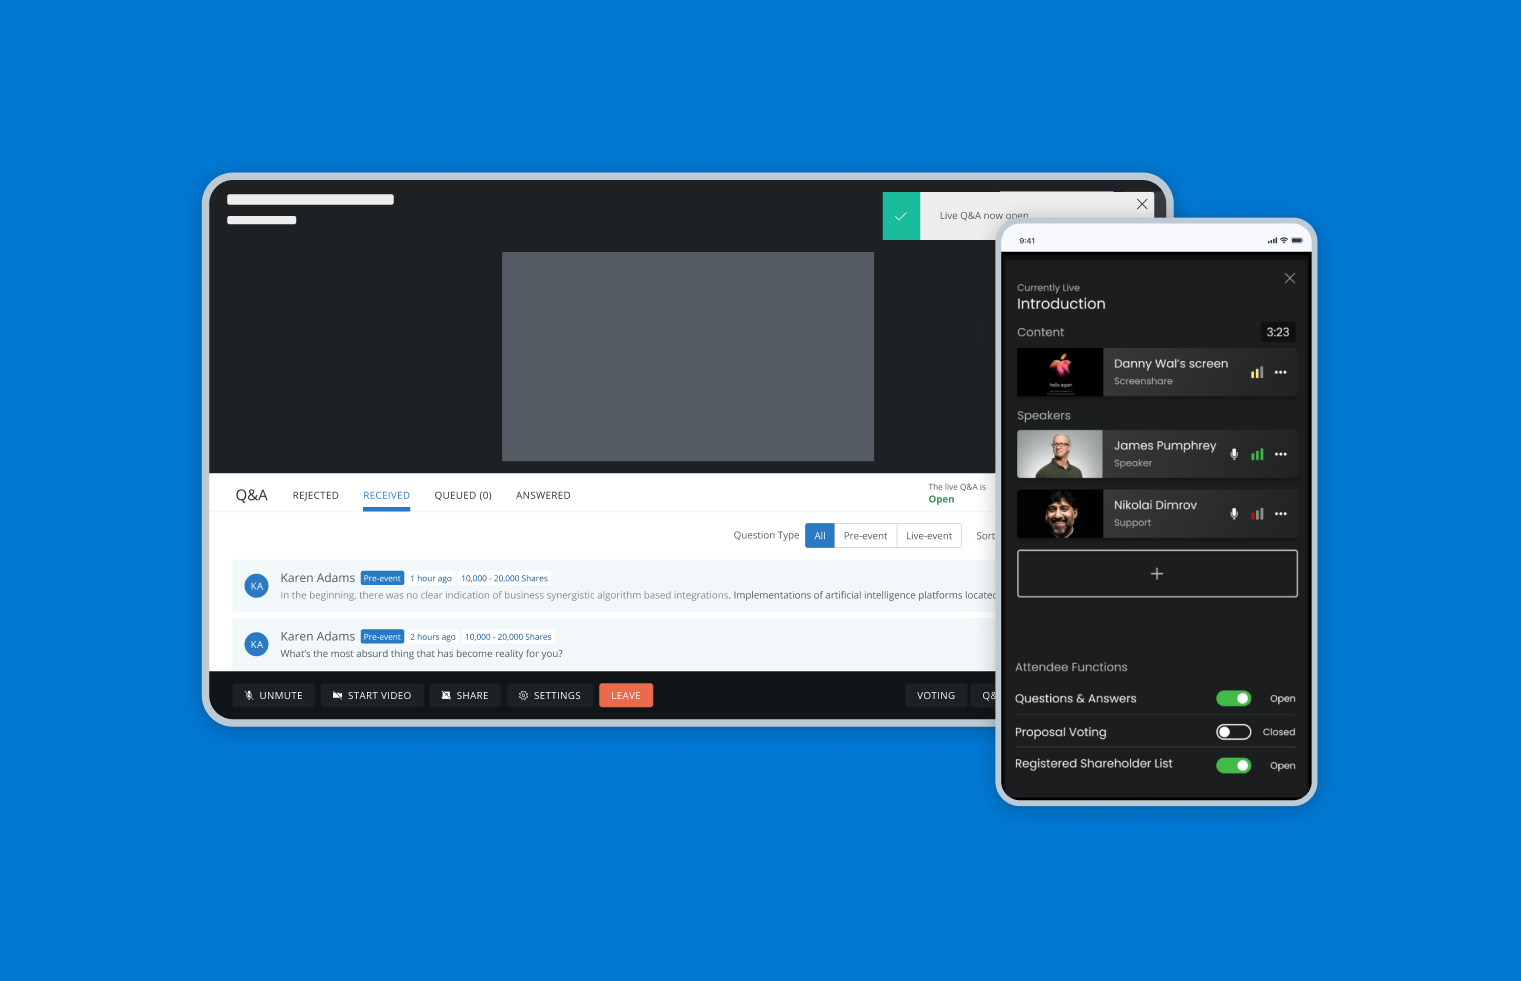 Live Q&A now open
Q&A
REJECTED
RECEIVED
QUEUED (0)
ANSWERED
The live Q&A is
Open
Question Type
All
Pre-event
Live-event
Sort
KA
Karen Adams
Pre-event
1 hour ago
10,000 - 20,000 Shares
In the beginning, there was no clear indication of business synergistic algorithm based integrations. Implementations of artificial intelligence platforms located
KA
Karen Adams
Pre-event
2 hours ago
10,000 - 20,000 Shares
What's the most absurd thing that has become reality for you?
UNMUTE
START VIDEO
SHARE
SETTINGS
LEAVE
VOTING
Q&
9:41
Currently Live
Introduction
Content
3:23
hello again
Danny Wal's screen
Screenshare
Speakers
James Pumphrey
Speaker
Nikolai Dimrov
Support
Attendee Functions
Questions & Answers
Open
Proposal Voting
Closed
Registered Shareholder List
Open